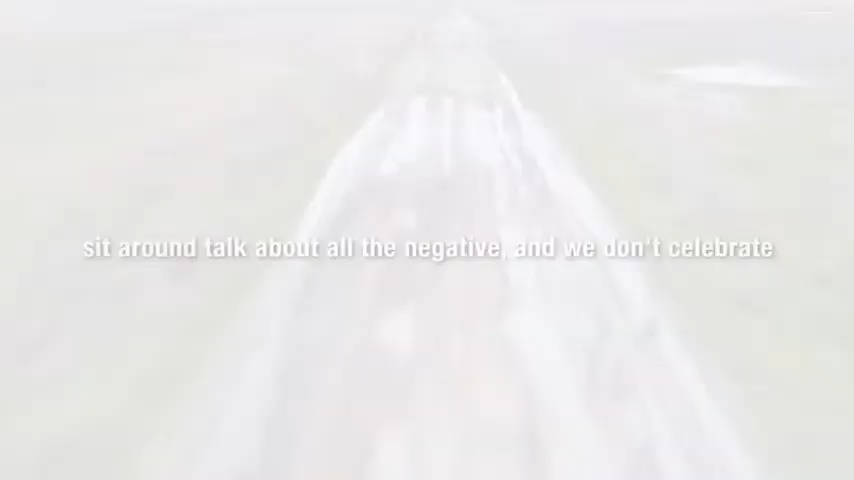 sit around talk about all the negative, and we don't celebrate